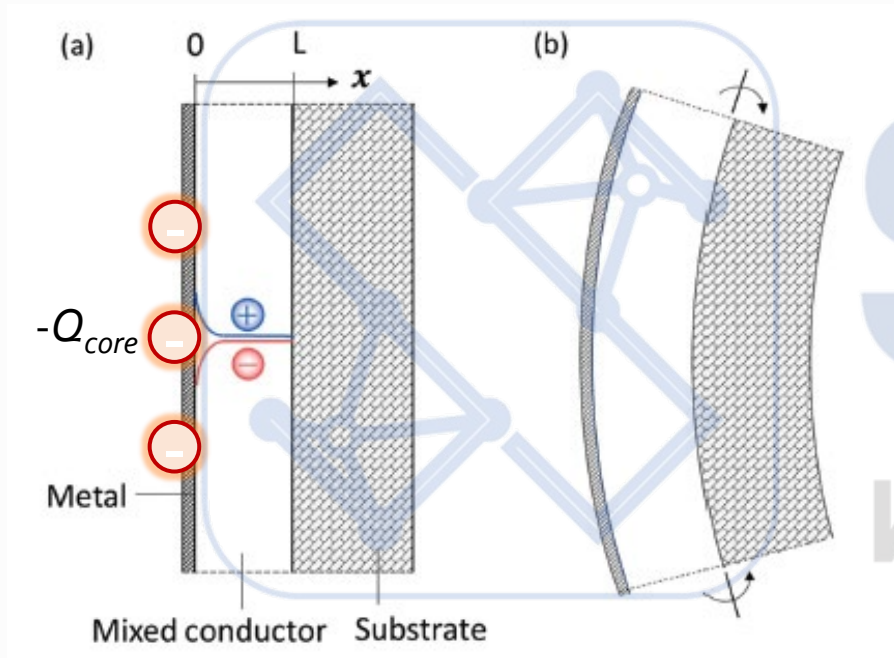 (a)
0
L
x
(b)
+
-
-
-Qcore
-
-
Metal
Mixed conductor
Substrate